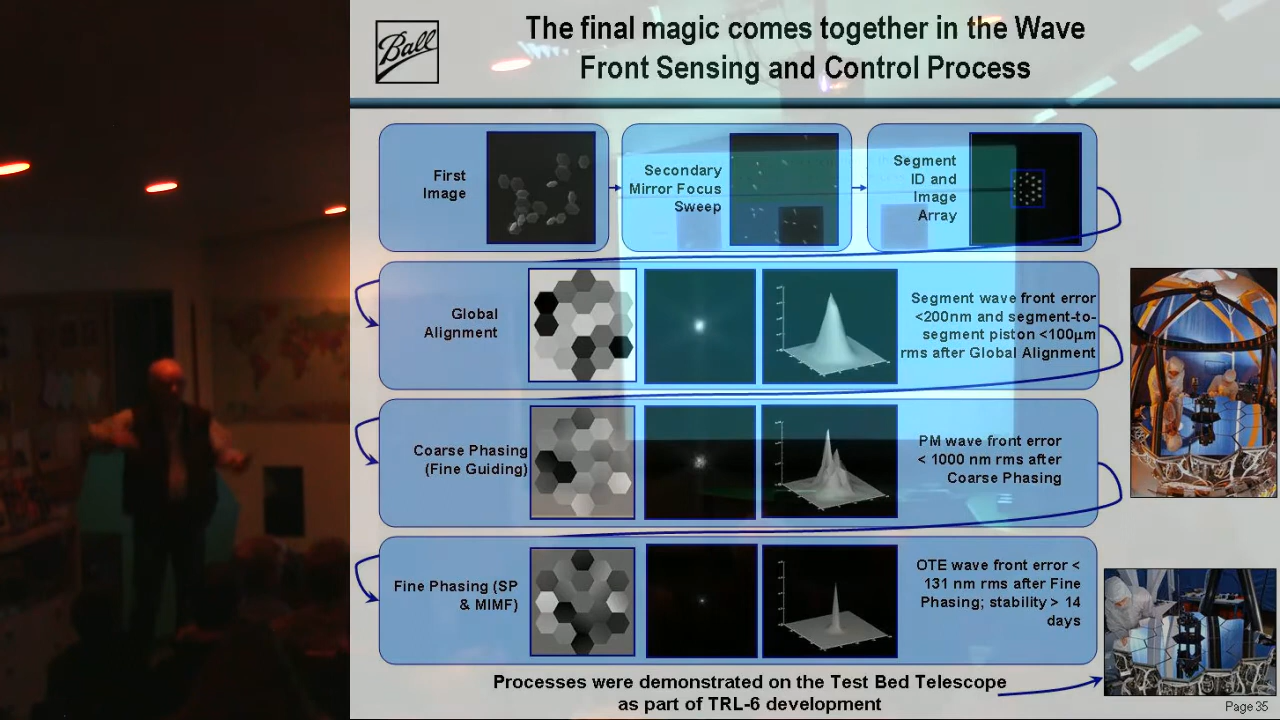 Ball
The final magic comes together in the Wave
Front Sensing and Control Process
First
Image
Secondary
Mirror Focus
Sweep
Segment
ID and
Image
Array
Global
Alignment
Segment wave front error
<200nm and segment-to-
segment piston <100µm
rms after Global Alignment
Coarse Phasing
(Fine Guiding)
PM wave front error
< 1000 nm rms after
Coarse Phasing
Fine Phasing (SP
& MIMF)
OTE wave front error <
131 nm rms after Fine
Phasing; stability > 14
days
Processes were demonstrated on the Test Bed Telescope
as part of TRL-6 development
Page 35